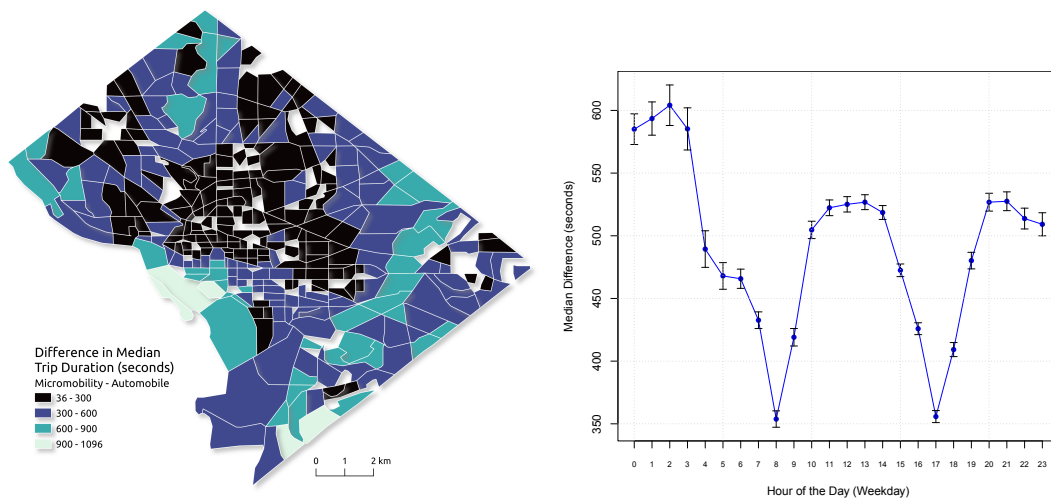 Difference in Median
Trip Duration (seconds)
Micromobility - Automobile
36 - 300
300 - 600
600 - 900
900 - 1096
0 1 2 km
Median Difference (seconds)
600
550
500
450
400
350
0 1 2 3 4 5 6 7 8 9 10 11 12 13 14 15 16 17 18 19 20 21 22 23
Hour of the Day (Weekday)